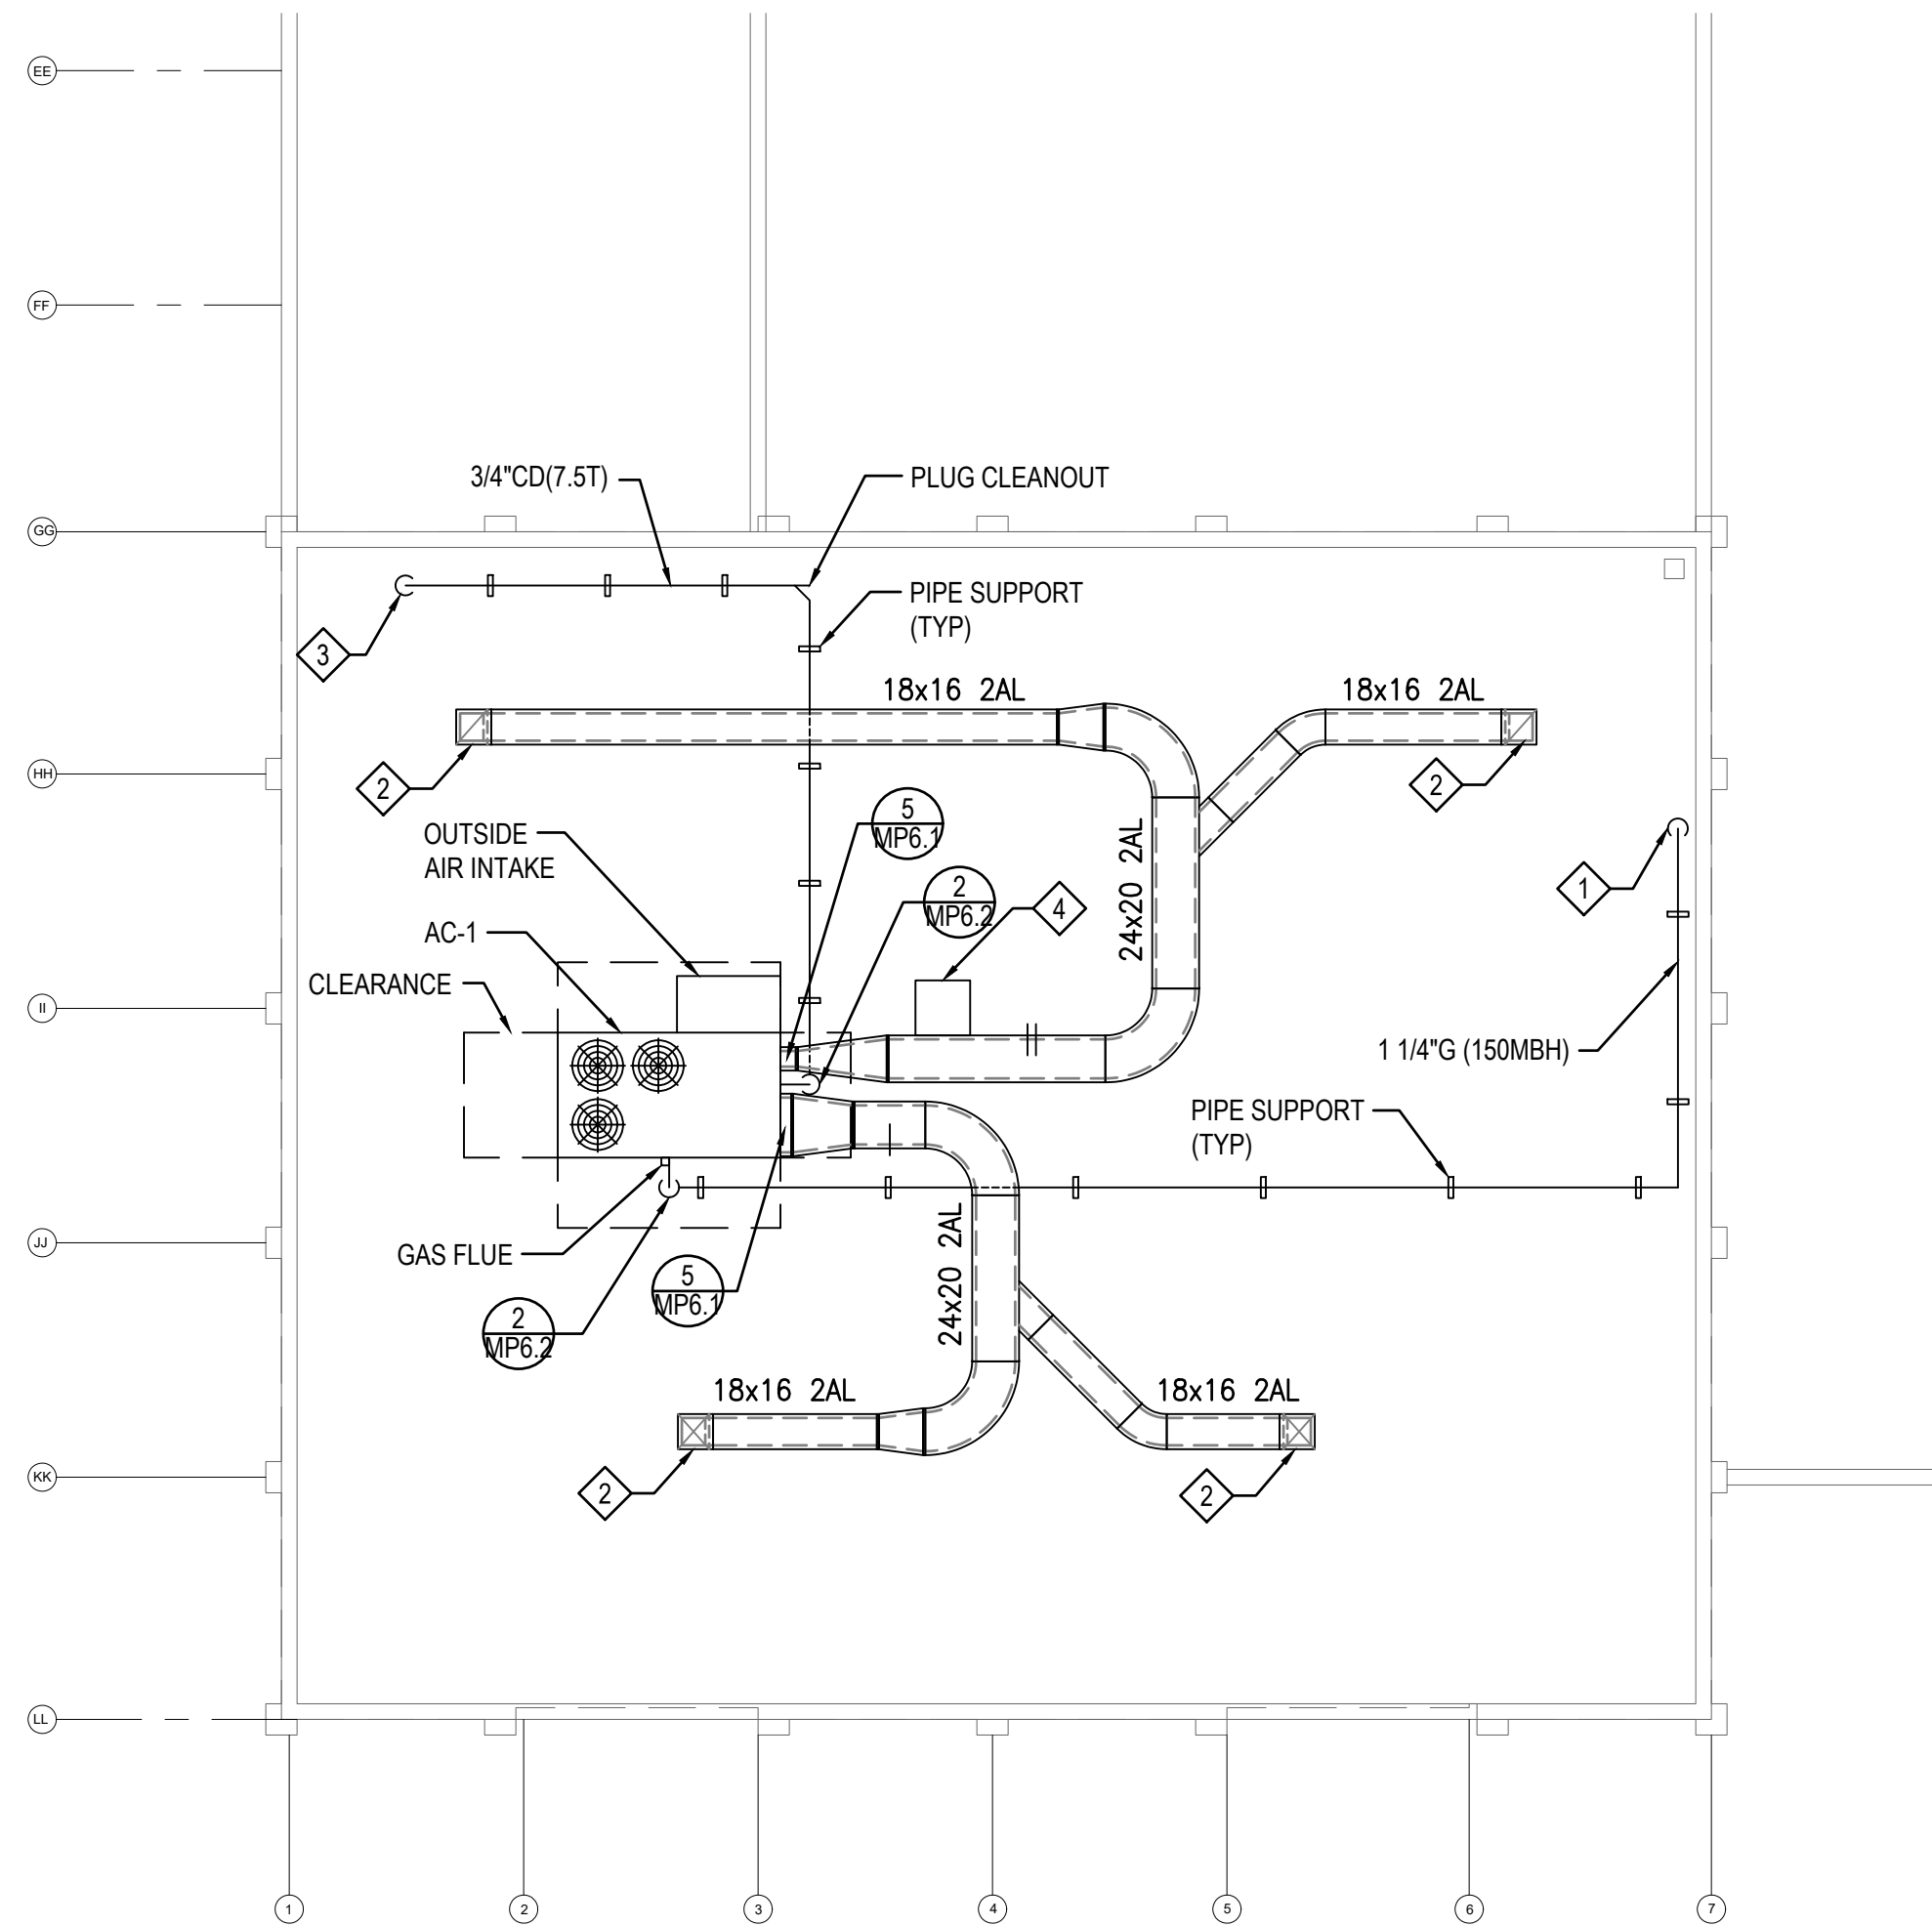 EE
FF
3/4"CD(7.5T)
PLUG CLEANOUT
GG
PIPE SUPPORT
(TYP)
3
18x16 2AL
18x16 2AL
HH
2
2
OUTSIDE
AIR INTAKE
5
MP6.1
24x20 2AL
2
MP6.2
4
1
AC-1
CLEARANCE
II
1 1/4"G (150MBH)
PIPE SUPPORT
(TYP)
JJ
GAS FLUE
24x20 2AL
5
MP6.1
2
MP6.2
18x16 2AL
18x16 2AL
KK
2
2
LL
1
2
3
4
5
6
7